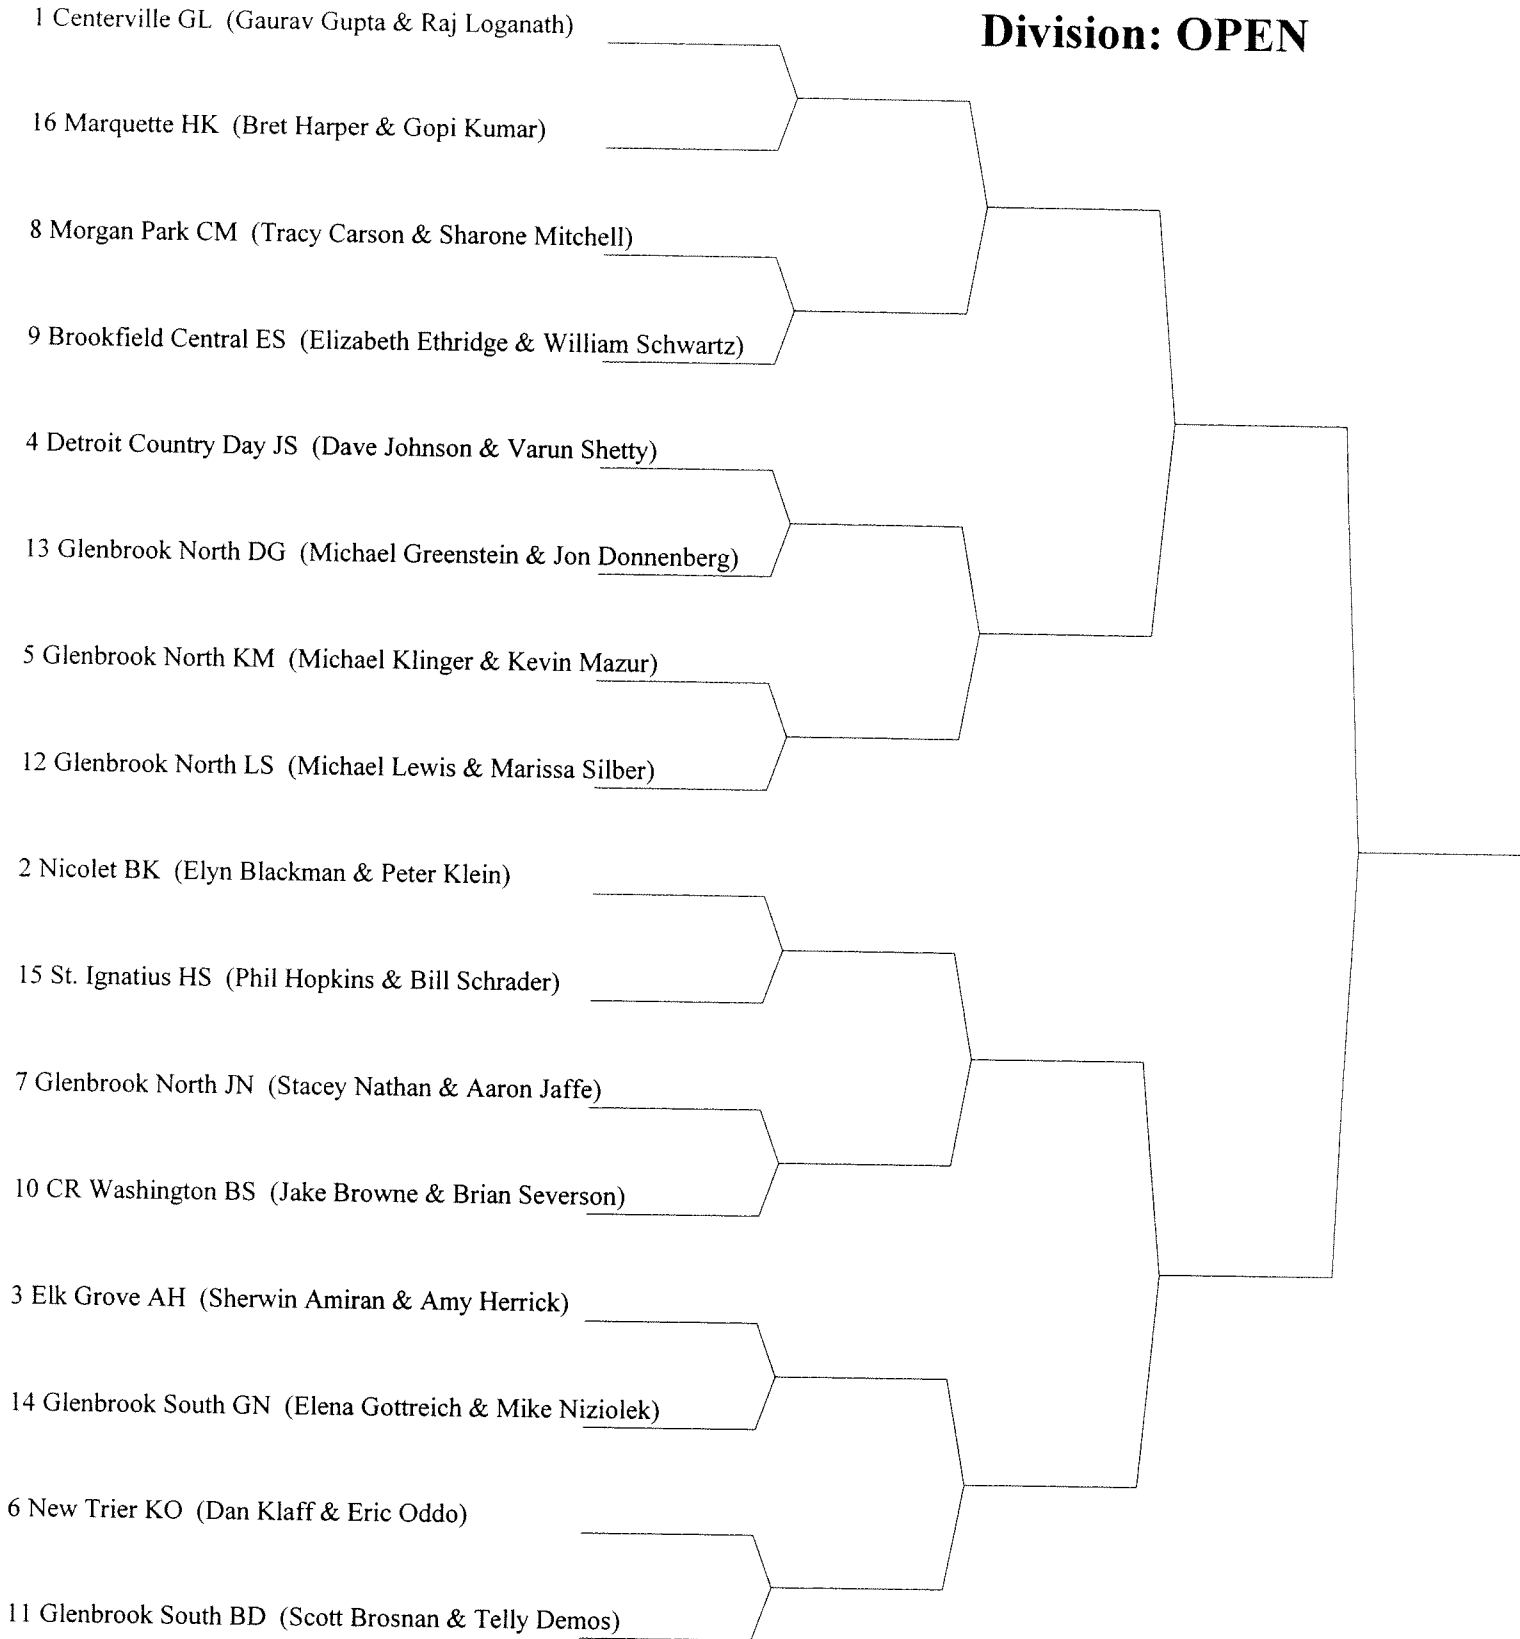 Division: OPEN
1 Centerville GL (Gaurav Gupta & Raj Loganath)
16 Marquette HK (Bret Harper & Gopi Kumar)
8 Morgan Park CM (Tracy Carson & Sharone Mitchell)
9 Brookfield Central ES (Elizabeth Ethridge & William Schwartz)
4 Detroit Country Day JS (Dave Johnson & Varun Shetty)
13 Glenbrook North DG (Michael Greenstein & Jon Donnenberg)
5 Glenbrook North KM (Michael Klinger & Kevin Mazur)
12 Glenbrook North LS (Michael Lewis & Marissa Silber)
2 Nicolet BK (Elyn Blackman & Peter Klein)
15 St. Ignatius HS (Phil Hopkins & Bill Schrader)
7 Glenbrook North JN (Stacey Nathan & Aaron Jaffe)
10 CR Washington BS (Jake Browne & Brian Severson)
3 Elk Grove AH (Sherwin Amiran & Amy Herrick)
14 Glenbrook South GN (Elena Gottreich & Mike Niziolek)
6 New Trier KO (Dan Klaff & Eric Oddo)
11 Glenbrook South BD (Scott Brosnan & Telly Demos)